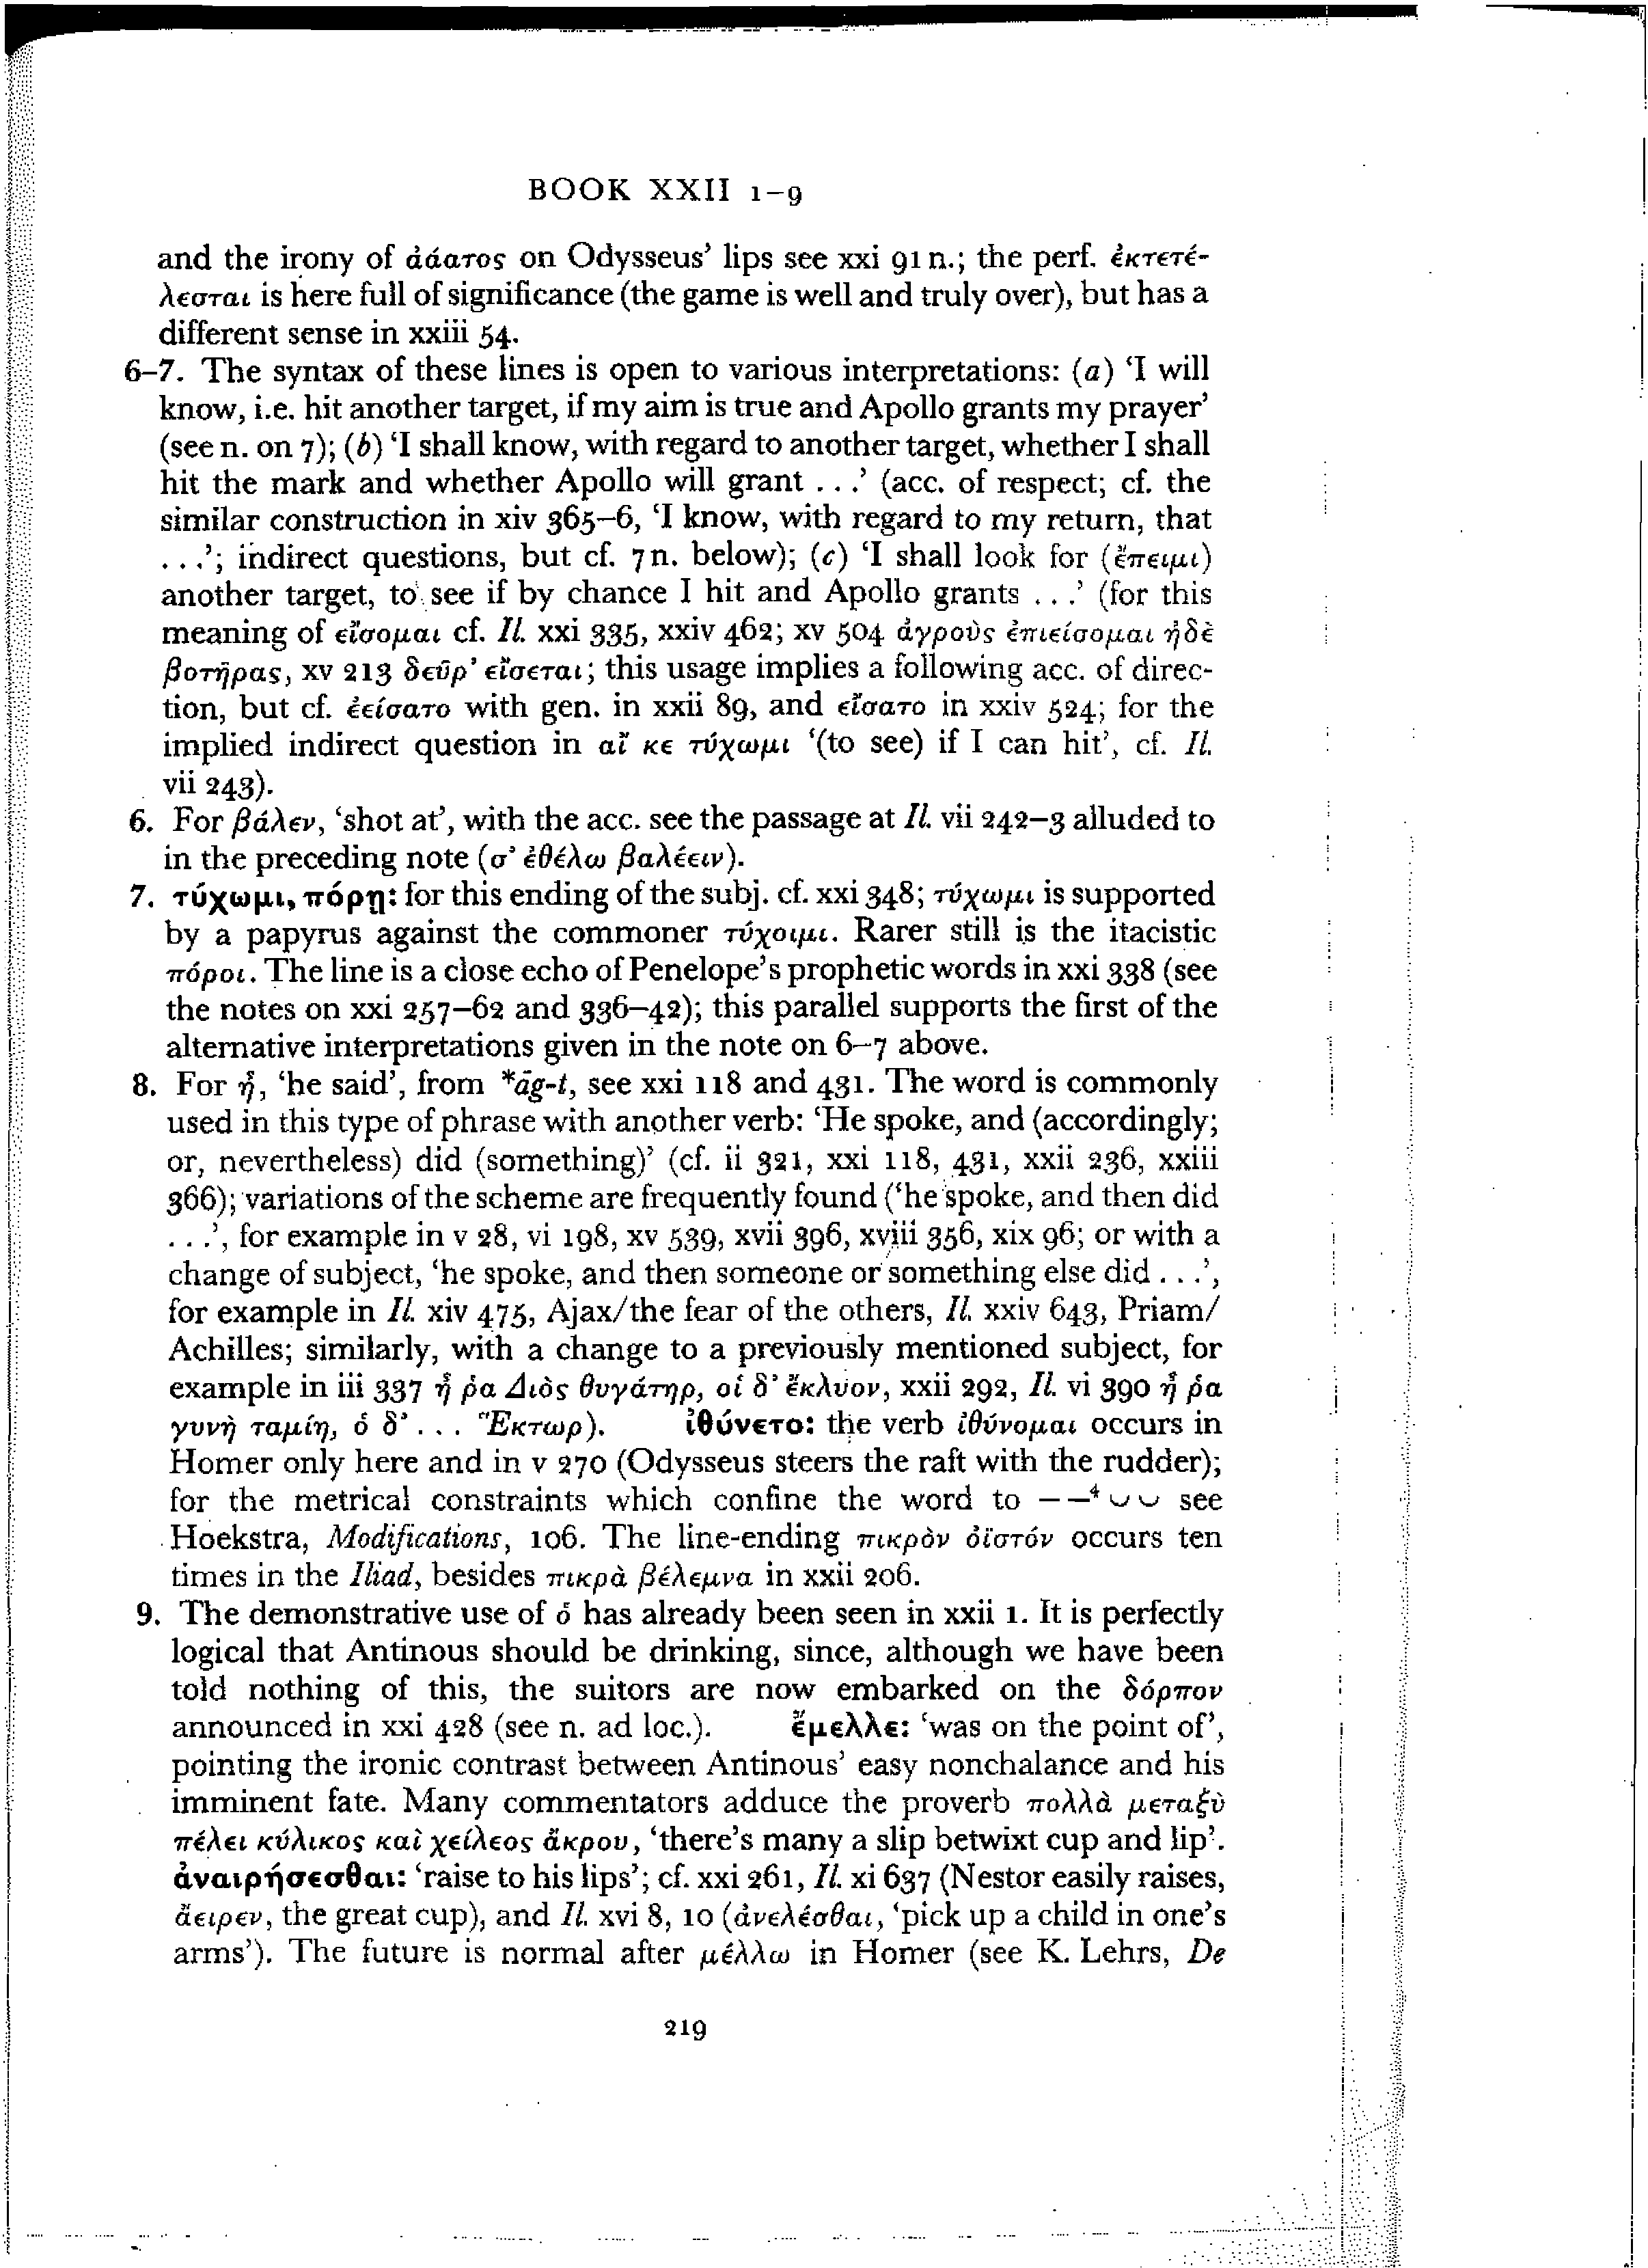 BOOK XXII 1–9
and the irony of ἀάατος on Odysseus’ lips see xxi 91 n.; the perf. ἐκτετέ-
λεσται is here full of significance (the game is well and truly over), but has a
different sense in xxiii 54.
6–7. The syntax of these lines is open to various interpretations: (a) ‘I will
know, i.e. hit another target, if my aim is true and Apollo grants my prayer’
(see n. on 7); (b) ‘I shall know, with regard to another target, whether I shall
hit the mark and whether Apollo will grant . . .’ (acc. of respect; cf. the
similar construction in xiv 365–6, ‘I know, with regard to my return, that
. . .’; indirect questions, but cf. 7 n. below); (c) ‘I shall look for (ἔπειμι)
another target, to see if by chance I hit and Apollo grants . . .’ (for this
meaning of εἴσομαι cf. Il. xxi 335, xxiv 462; xv 504 ἀγροὺς ἐπιείσομαι ἠδὲ
βοτῆρας, xv 213 δεῦρ’ εἴσεται; this usage implies a following acc. of direc-
tion, but cf. ἐείσατο with gen. in xxii 89, and εἴσατο in xxiv 524; for the
implied indirect question in αἴ κε τύχωμι ‘(to see) if I can hit’, cf. Il.
vii 243).
6. For βάλεν, ‘shot at’, with the acc. see the passage at Il. vii 242–3 alluded to
in the preceding note (σ’ ἐθέλω βαλέειν).
7. τύχωμι, πόρῃ: for this ending of the subj. cf. xxi 348; τύχωμι is supported
by a papyrus against the commoner τύχοιμι. Rarer still is the itacistic
πόροι. The line is a close echo of Penelope’s prophetic words in xxi 338 (see
the notes on xxi 257–62 and 336–42); this parallel supports the first of the
alternative interpretations given in the note on 6–7 above.
8. For ἦ, ‘he said’, from *āg-t, see xxi 118 and 431. The word is commonly
used in this type of phrase with another verb: ‘He spoke, and (accordingly;
or, nevertheless) did (something)’ (cf. ii 321, xxi 118, 431, xxii 236, xxiii
366); variations of the scheme are frequently found (‘he spoke, and then did
. . .’, for example in v 28, vi 198, xv 539, xvii 396, xviii 356, xix 96; or with a
change of subject, ‘he spoke, and then someone or something else did . . .’,
for example in Il. xiv 475, Ajax/the fear of the others, Il. xxiv 643, Priam/
Achilles; similarly, with a change to a previously mentioned subject, for
example in iii 337 ἦ ῥα Διὸς θυγάτηρ, οἱ δ’ ἔκλυον, xxii 292, Il. vi 390 ἦ ῥα
γυνὴ ταμίη, ὁ δ’ . . . Ἕκτωρ). ἰθύνετο: the verb ἰθύνομαι occurs in
Homer only here and in v 270 (Odysseus steers the raft with the rudder);
for the metrical constraints which confine the word to – –⁴ ⏑ ⏑ see
Hoekstra, Modifications, 106. The line-ending πικρὸν ὀϊστόν occurs ten
times in the Iliad, besides πικρὰ βέλεμνα in xxii 206.
9. The demonstrative use of ὁ has already been seen in xxii 1. It is perfectly
logical that Antinous should be drinking, since, although we have been
told nothing of this, the suitors are now embarked on the δόρπον
announced in xxi 428 (see n. ad loc.). ἔμελλε: ‘was on the point of’,
pointing the ironic contrast between Antinous’ easy nonchalance and his
imminent fate. Many commentators adduce the proverb πολλὰ μεταξὺ
πέλει κύλικος καὶ χείλεος ἄκρου, ‘there’s many a slip betwixt cup and lip’.
ἀναιρήσεσθαι: ‘raise to his lips’; cf. xxi 261, Il. xi 637 (Nestor easily raises,
ἄειρεν, the great cup), and Il. xvi 8, 10 (ἀνελέσθαι, ‘pick up a child in one’s
arms’). The future is normal after μέλλω in Homer (see K. Lehrs, De
219